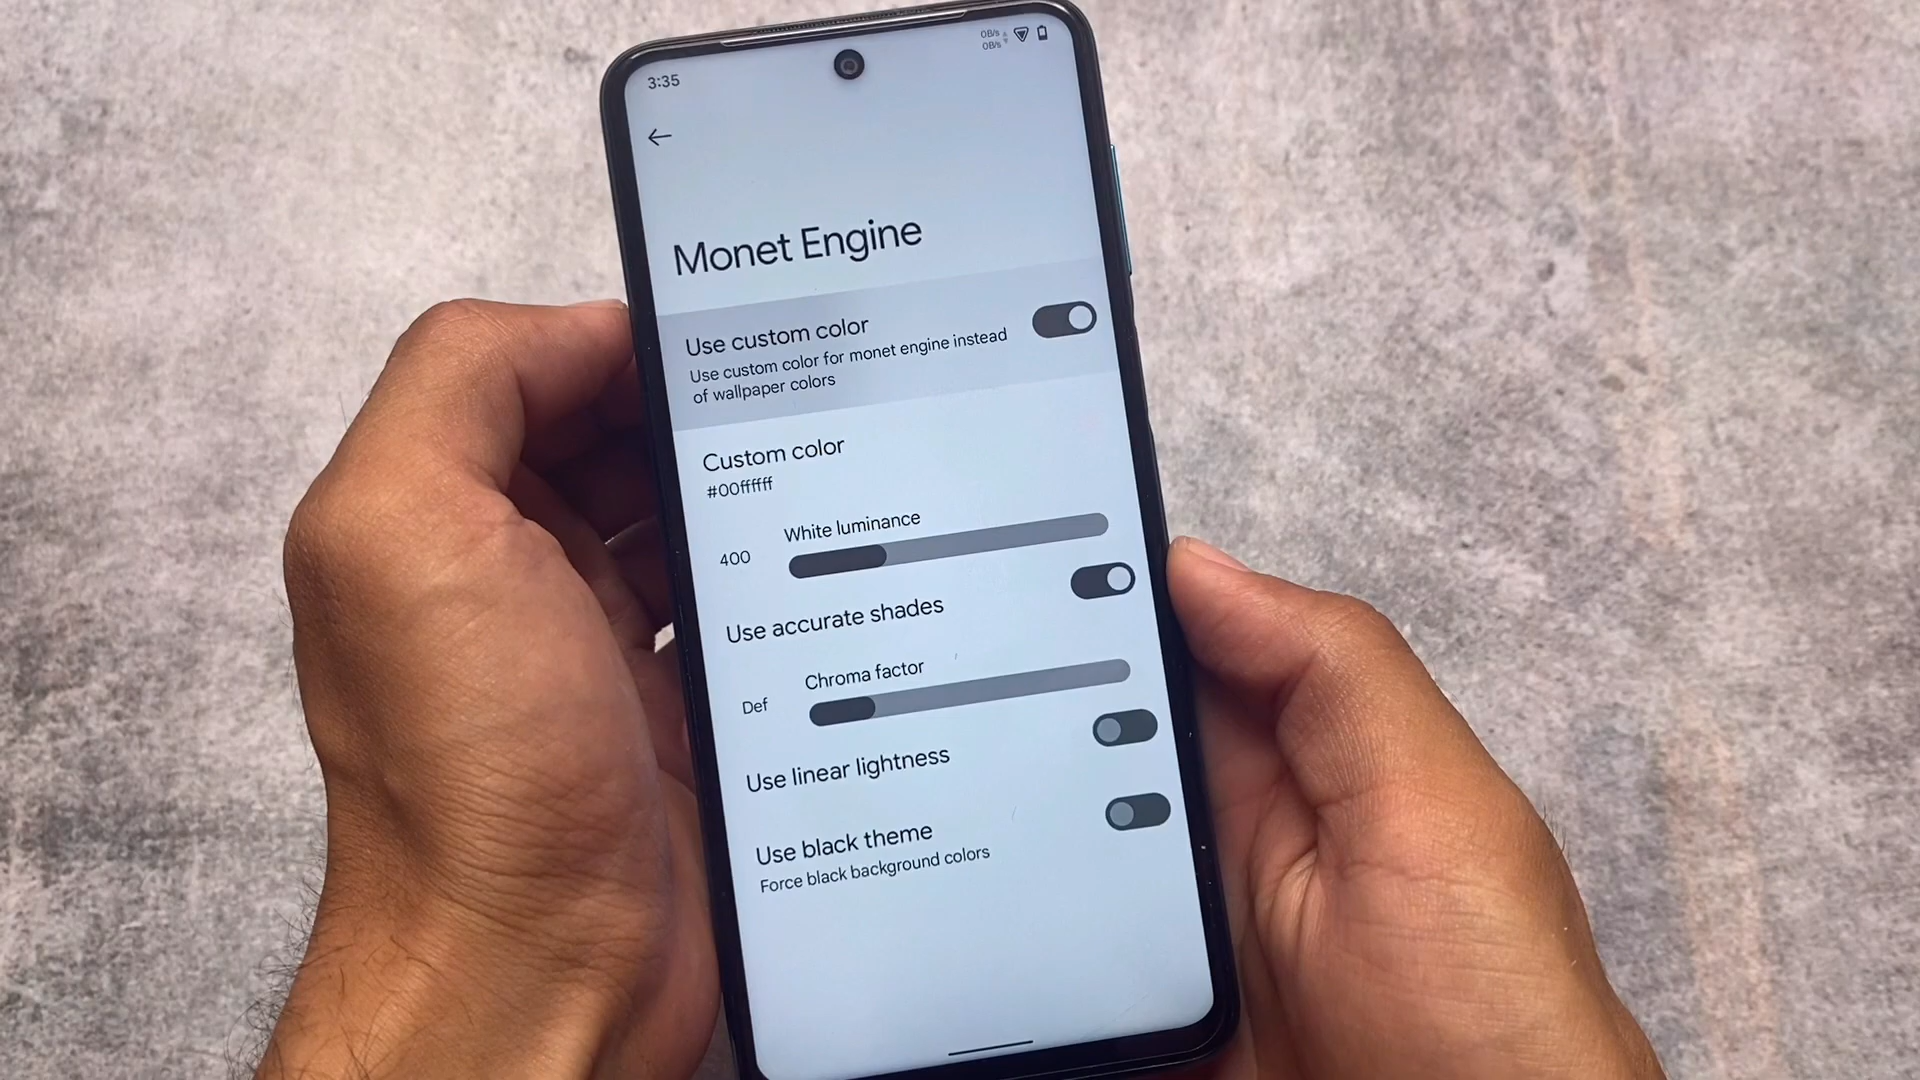 0B/s
0B/s
3:35
Monet Engine
Use custom color
Use custom color for monet engine instead
of wallpaper colors
Custom color
#00ffffff
White luminance
400
Use accurate shades
Chroma factor
Def
Use linear lightness
Use black theme
Force black background colors